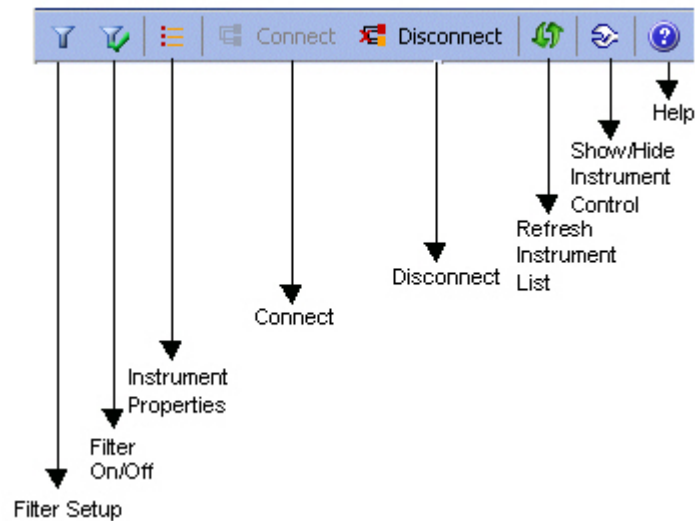 Connect Disconnect
Help
Show/Hide
Instrument
Control
Refresh
Instrument
List
Disconnect
Connect
Instrument
Properties
Filter
On/Off
Filter Setup